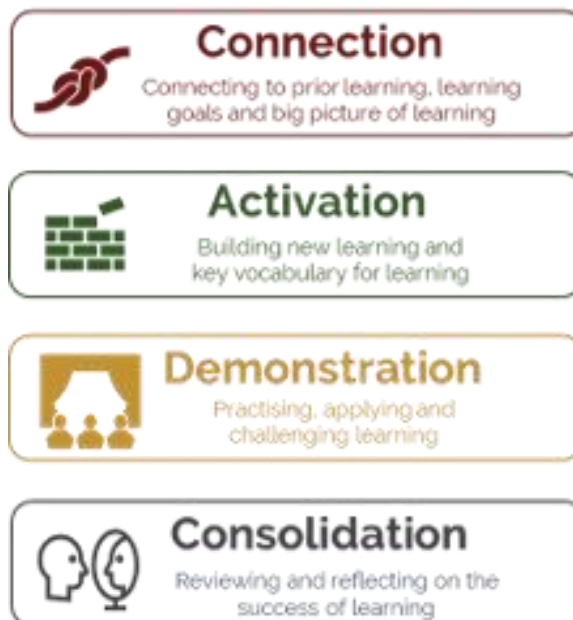 Connection
Connecting to prior learning, learning
goals and big picture of learning
Activation
Building new learning and
key vocabulary for learning
Demonstration
Practising, applying and
challenging learning
Consolidation
Reviewing and reflecting on the
success of learning